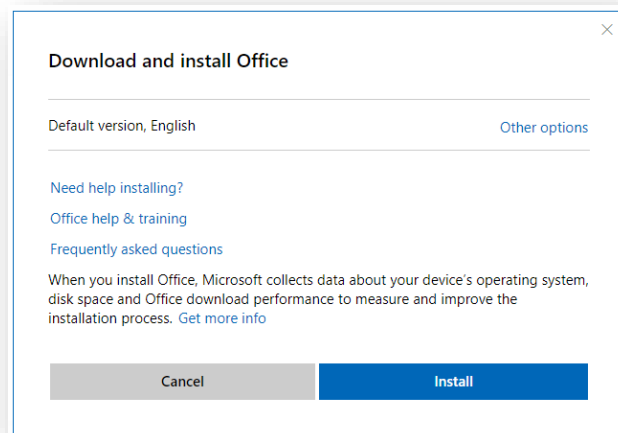 Download and install Office
Default version, English
Other options
Need help installing?
Office help & training
Frequently asked questions
When you install Office, Microsoft collects data about your device's operating system,
disk space and Office download performance to measure and improve the
installation process. Get more info
Cancel
Install